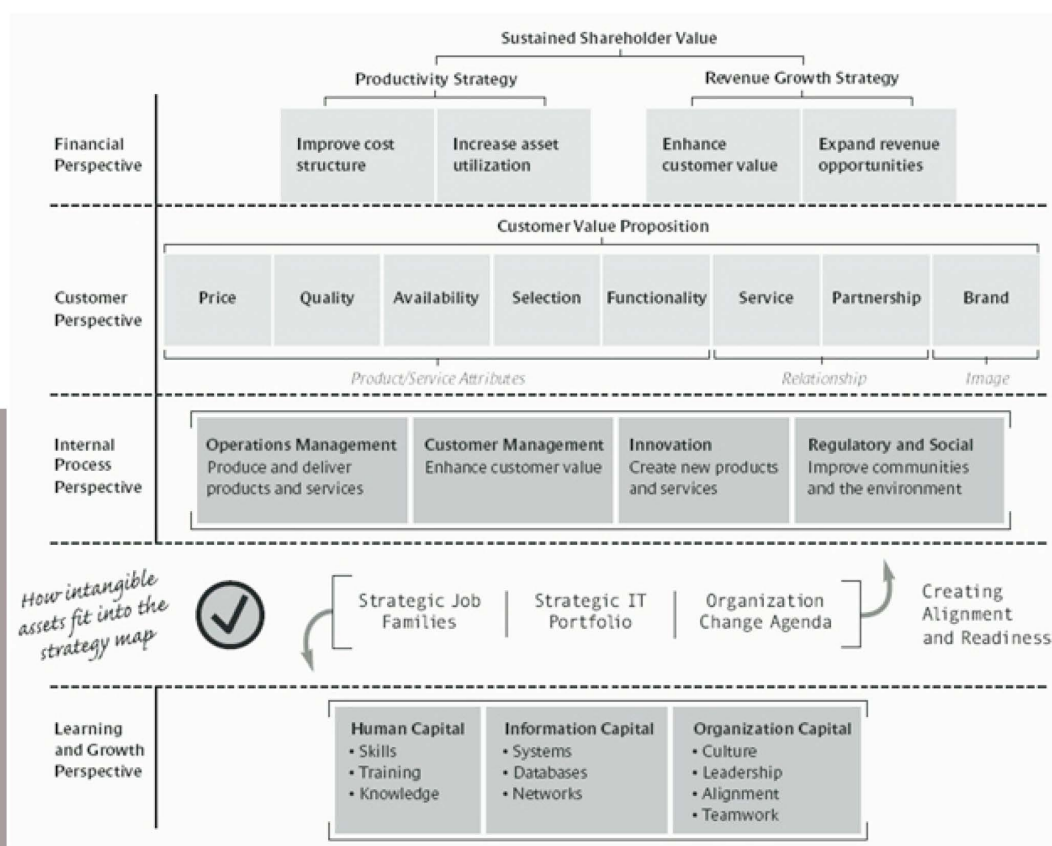 Sustained Shareholder Value
Productivity Strategy
Revenue Growth Strategy
Financial
Perspective
Improve cost
structure
Increase asset
utilization
Enhance
customer value
Expand revenue
opportunities
Customer Value Proposition
Customer
Perspective
Price
Quality
Availability
Selection
Functionality
Service
Partnership
Brand
Product/Service Attributes
Relationship
Image
Internal
Process
Perspective
Operations Management
Produce and deliver
products and services
Customer Management
Enhance customer value
Innovation
Create new products
and services
Regulatory and Social
Improve communities
and the environment
How intangible
assets fit into the
strategy map
Strategic Job
Families
Strategic IT
Portfolio
Organization
Change Agenda
Creating
Alignment
and Readiness
Learning
and Growth
Perspective
Human Capital
• Skills
• Training
• Knowledge
Information Capital
• Systems
• Databases
• Networks
Organization Capital
• Culture
• Leadership
• Alignment
• Teamwork